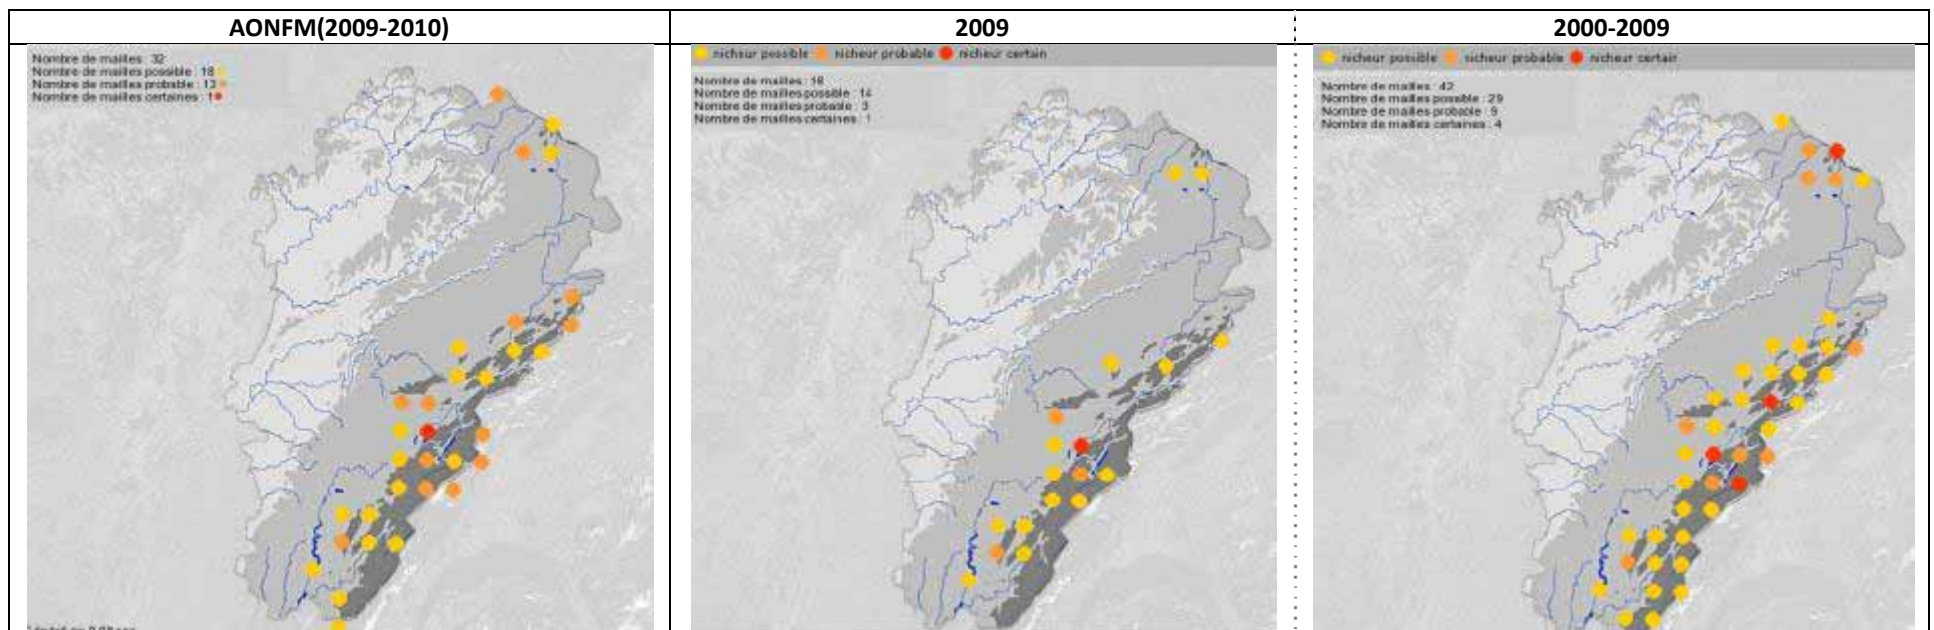 AONFM(2009-2010)
Nombre de mailles : 32
Nombre de mailles possible : 18
Nombre de mailles probable : 13
Nombre de mailles certaines : 1
2009
nicheur possible nicheur probable nicheur certain
Nombre de mailles : 18
Nombre de mailles possible : 14
Nombre de mailles probable : 3
Nombre de mailles certaines : 1
2000-2009
nicheur possible nicheur probable nicheur certain
Nombre de mailles : 42
Nombre de mailles possible : 29
Nombre de mailles probable : 9
Nombre de mailles certaines : 4